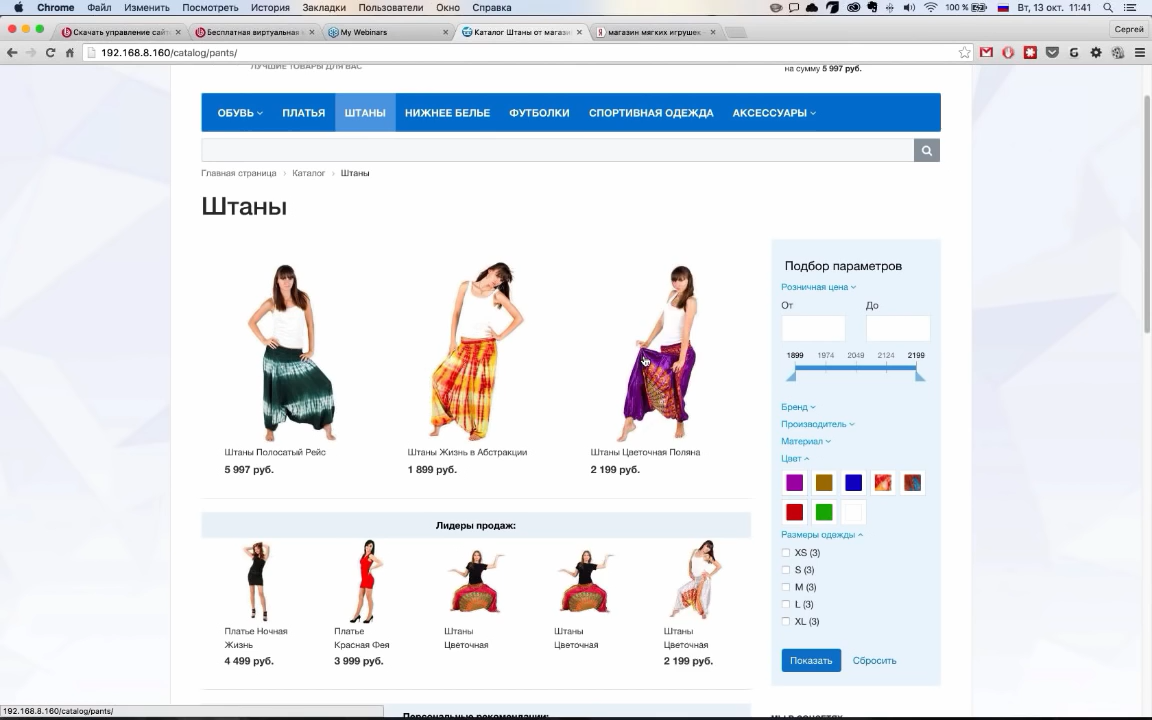 Chrome Файл Изменить Посмотреть История Закладки Пользователи Окно Справка 100 % Вт, 13 окт. 11:41
Скачать управление сайт Бесплатная виртуальная My Webinars Каталог Штаны от магази магазин мягких игрушек, Сергей
192.168.8.160/catalog/pants/
ЛУЧШИЕ ТОВАРЫ ДЛЯ ВАС
на сумму 5 997 руб.
ОБУВЬ ПЛАТЬЯ ШТАНЫ НИЖНЕЕ БЕЛЬЕ ФУТБОЛКИ СПОРТИВНАЯ ОДЕЖДА АКСЕССУАРЫ
Главная страница › Каталог › Штаны
Штаны
Штаны Полосатый Рейс
5 997 руб.
Штаны Жизнь в Абстракции
1 899 руб.
Штаны Цветочная Поляна
2 199 руб.
Лидеры продаж:
Платье Ночная
Жизнь
4 499 руб.
Платье
Красная Фея
3 999 руб.
Штаны
Цветочная
Штаны
Цветочная
Штаны
Цветочная
2 199 руб.
Персональные рекомендации:
Подбор параметров
Розничная цена
От До
1899 1974 2049 2124 2199
Бренд
Производитель
Материал
Цвет
Размеры одежды
XS (3)
S (3)
M (3)
L (3)
XL (3)
Показать Сбросить
МЫ В СОЦСЕТЯХ
192.168.8.160/catalog/pants/